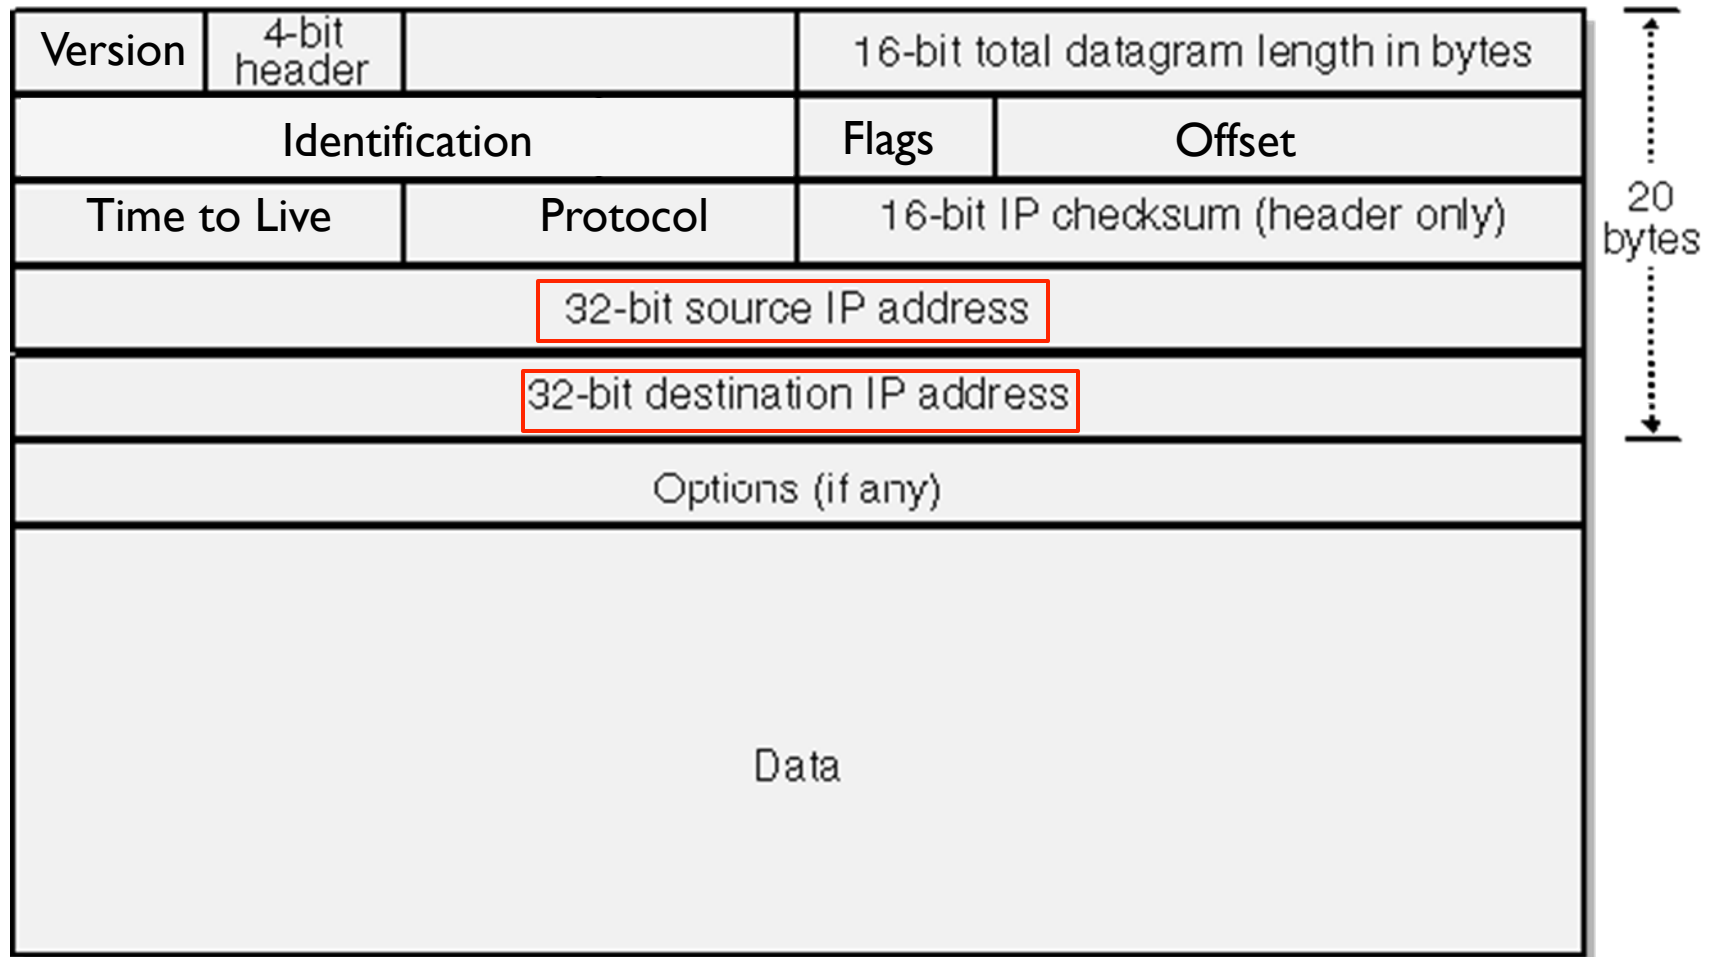 Version
4-bit
header
16-bit total datagram length in bytes
Identification
Flags
Offset
Time to Live
Protocol
16-bit IP checksum (header only)
20
bytes
32-bit source IP address
32-bit destination IP address
Options (if any)
Data